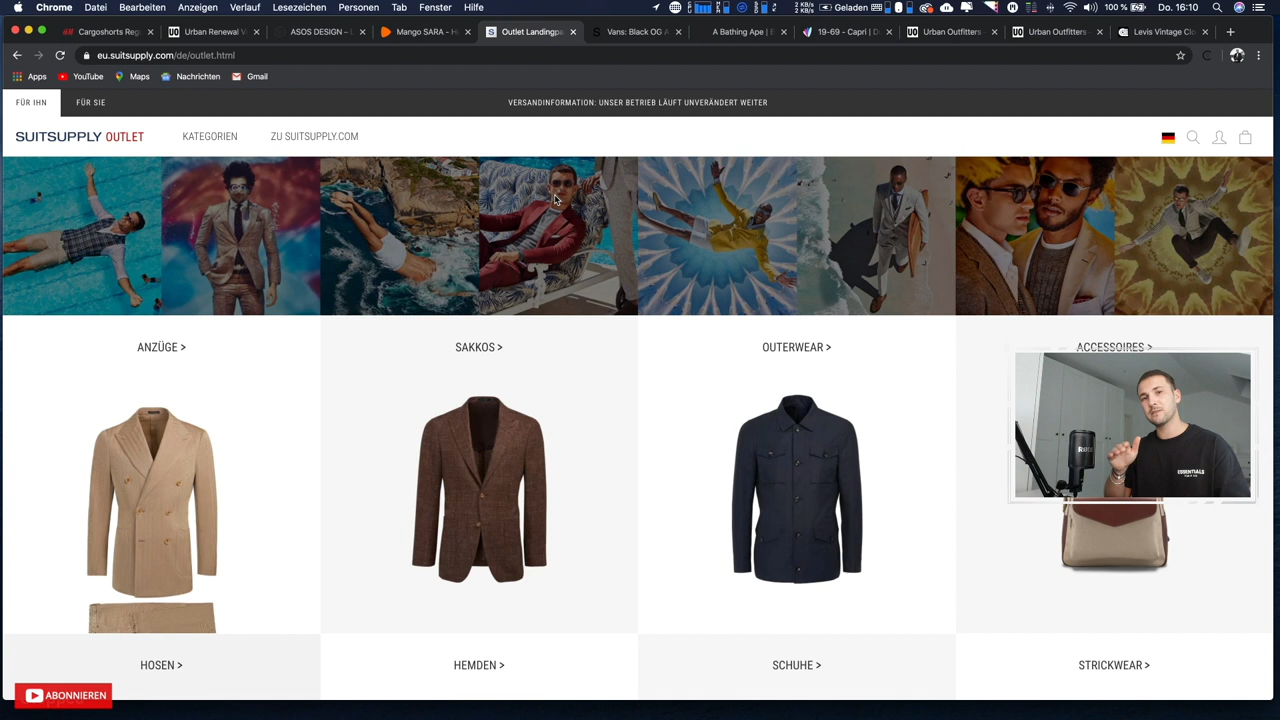 Chrome Datei Bearbeiten Anzeigen Verlauf Lesezeichen Personen Tab Fenster Hilfe
Geladen 100 % Do. 16:10
Cargoshorts Reg
Urban Renewal V
ASOS DESIGN – L
Mango SARA - H
Outlet Landingpa
Vans: Black OG A
A Bathing Ape | E
19-69 - Capri | D
Urban Outfitters
Urban Outfitters -
Levis Vintage Clo
eu.suitsupply.com/de/outlet.html
Apps YouTube Maps Nachrichten Gmail
FÜR IHN FÜR SIE VERSANDINFORMATION: UNSER BETRIEB LÄUFT UNVERÄNDERT WEITER
SUITSUPPLY OUTLET KATEGORIEN ZU SUITSUPPLY.COM
ANZÜGE > SAKKOS > OUTERWEAR > ACCESSOIRES >
ESSENTIALS
HOSEN > HEMDEN > SCHUHE > STRICKWEAR >
ABONNIEREN